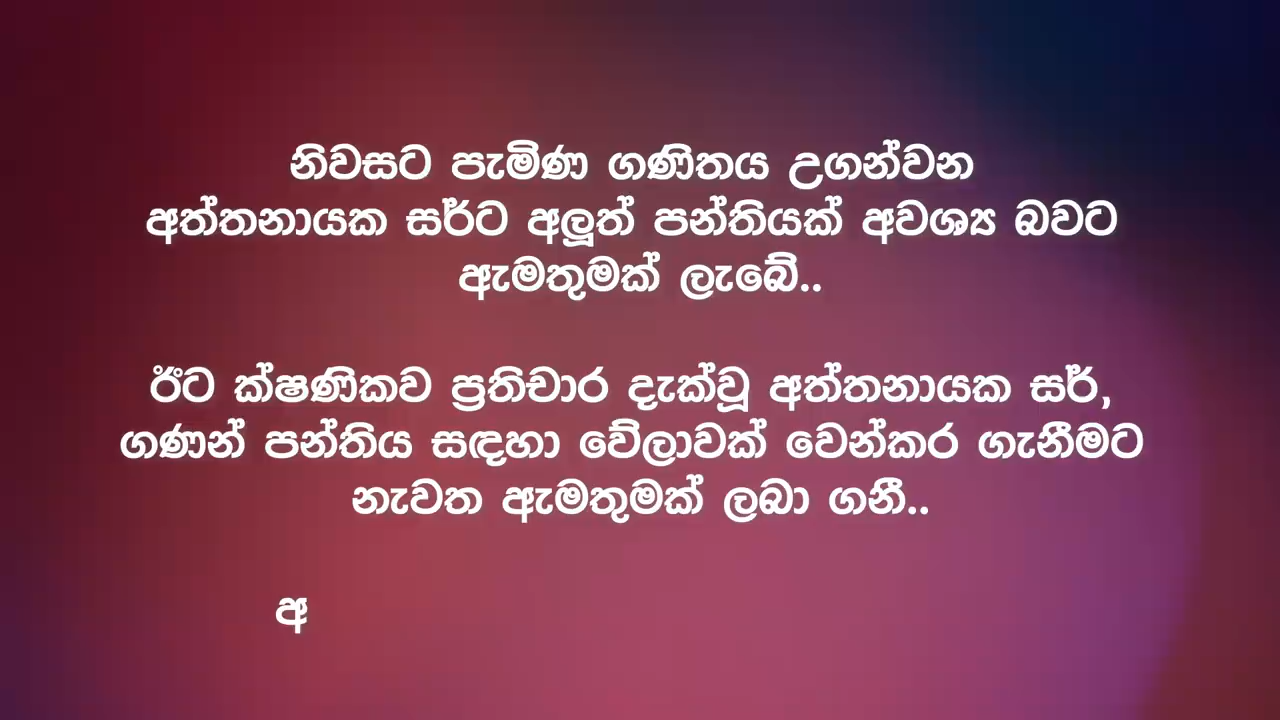 නිවසට පැමිණ ගණිතය උගන්වන
අත්තනායක සර්ට අලූත් පන්තියක් අවශ්‍ය බවට
ඇමතුමක් ලැබේ..
ඊට ක්ෂණිකව ප්‍රතිචාර දැක්වූ අත්තනායක සර්,
ගණන් පන්තිය සඳහා වේලාවක් වෙන්කර ගැනීමට
නැවත ඇමතුමක් ලබා ගනී..
අ